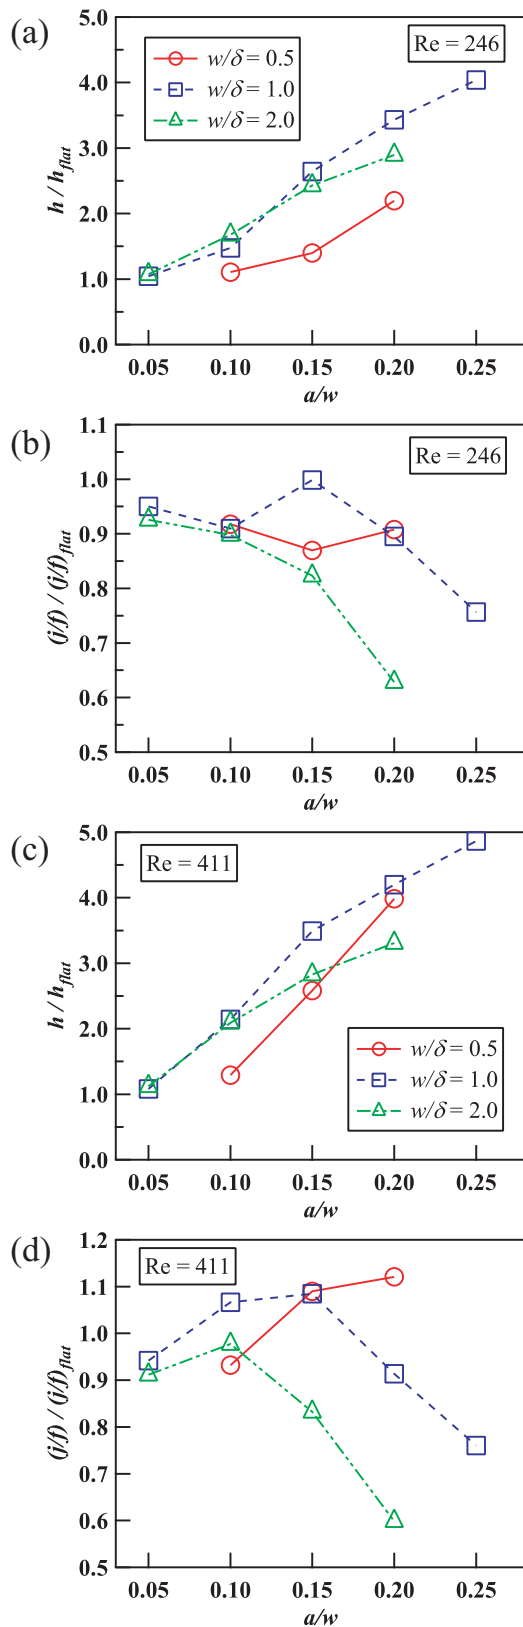 (a)
5.0
4.0
3.0
2.0
1.0
0.0
h / h_flat
w/δ = 0.5
w/δ = 1.0
w/δ = 2.0
Re = 246
0.05 0.10 0.15 0.20 0.25
a/w
(b)
1.1
1.0
0.9
0.8
0.7
0.6
0.5
(j/f) / (j/f)_flat
Re = 246
0.05 0.10 0.15 0.20 0.25
a/w
(c)
5.0
4.0
3.0
2.0
1.0
0.0
h / h_flat
Re = 411
w/δ = 0.5
w/δ = 1.0
w/δ = 2.0
0.05 0.10 0.15 0.20 0.25
a/w
(d)
1.2
1.1
1.0
0.9
0.8
0.7
0.6
0.5
(j/f) / (j/f)_flat
Re = 411
0.05 0.10 0.15 0.20 0.25
a/w